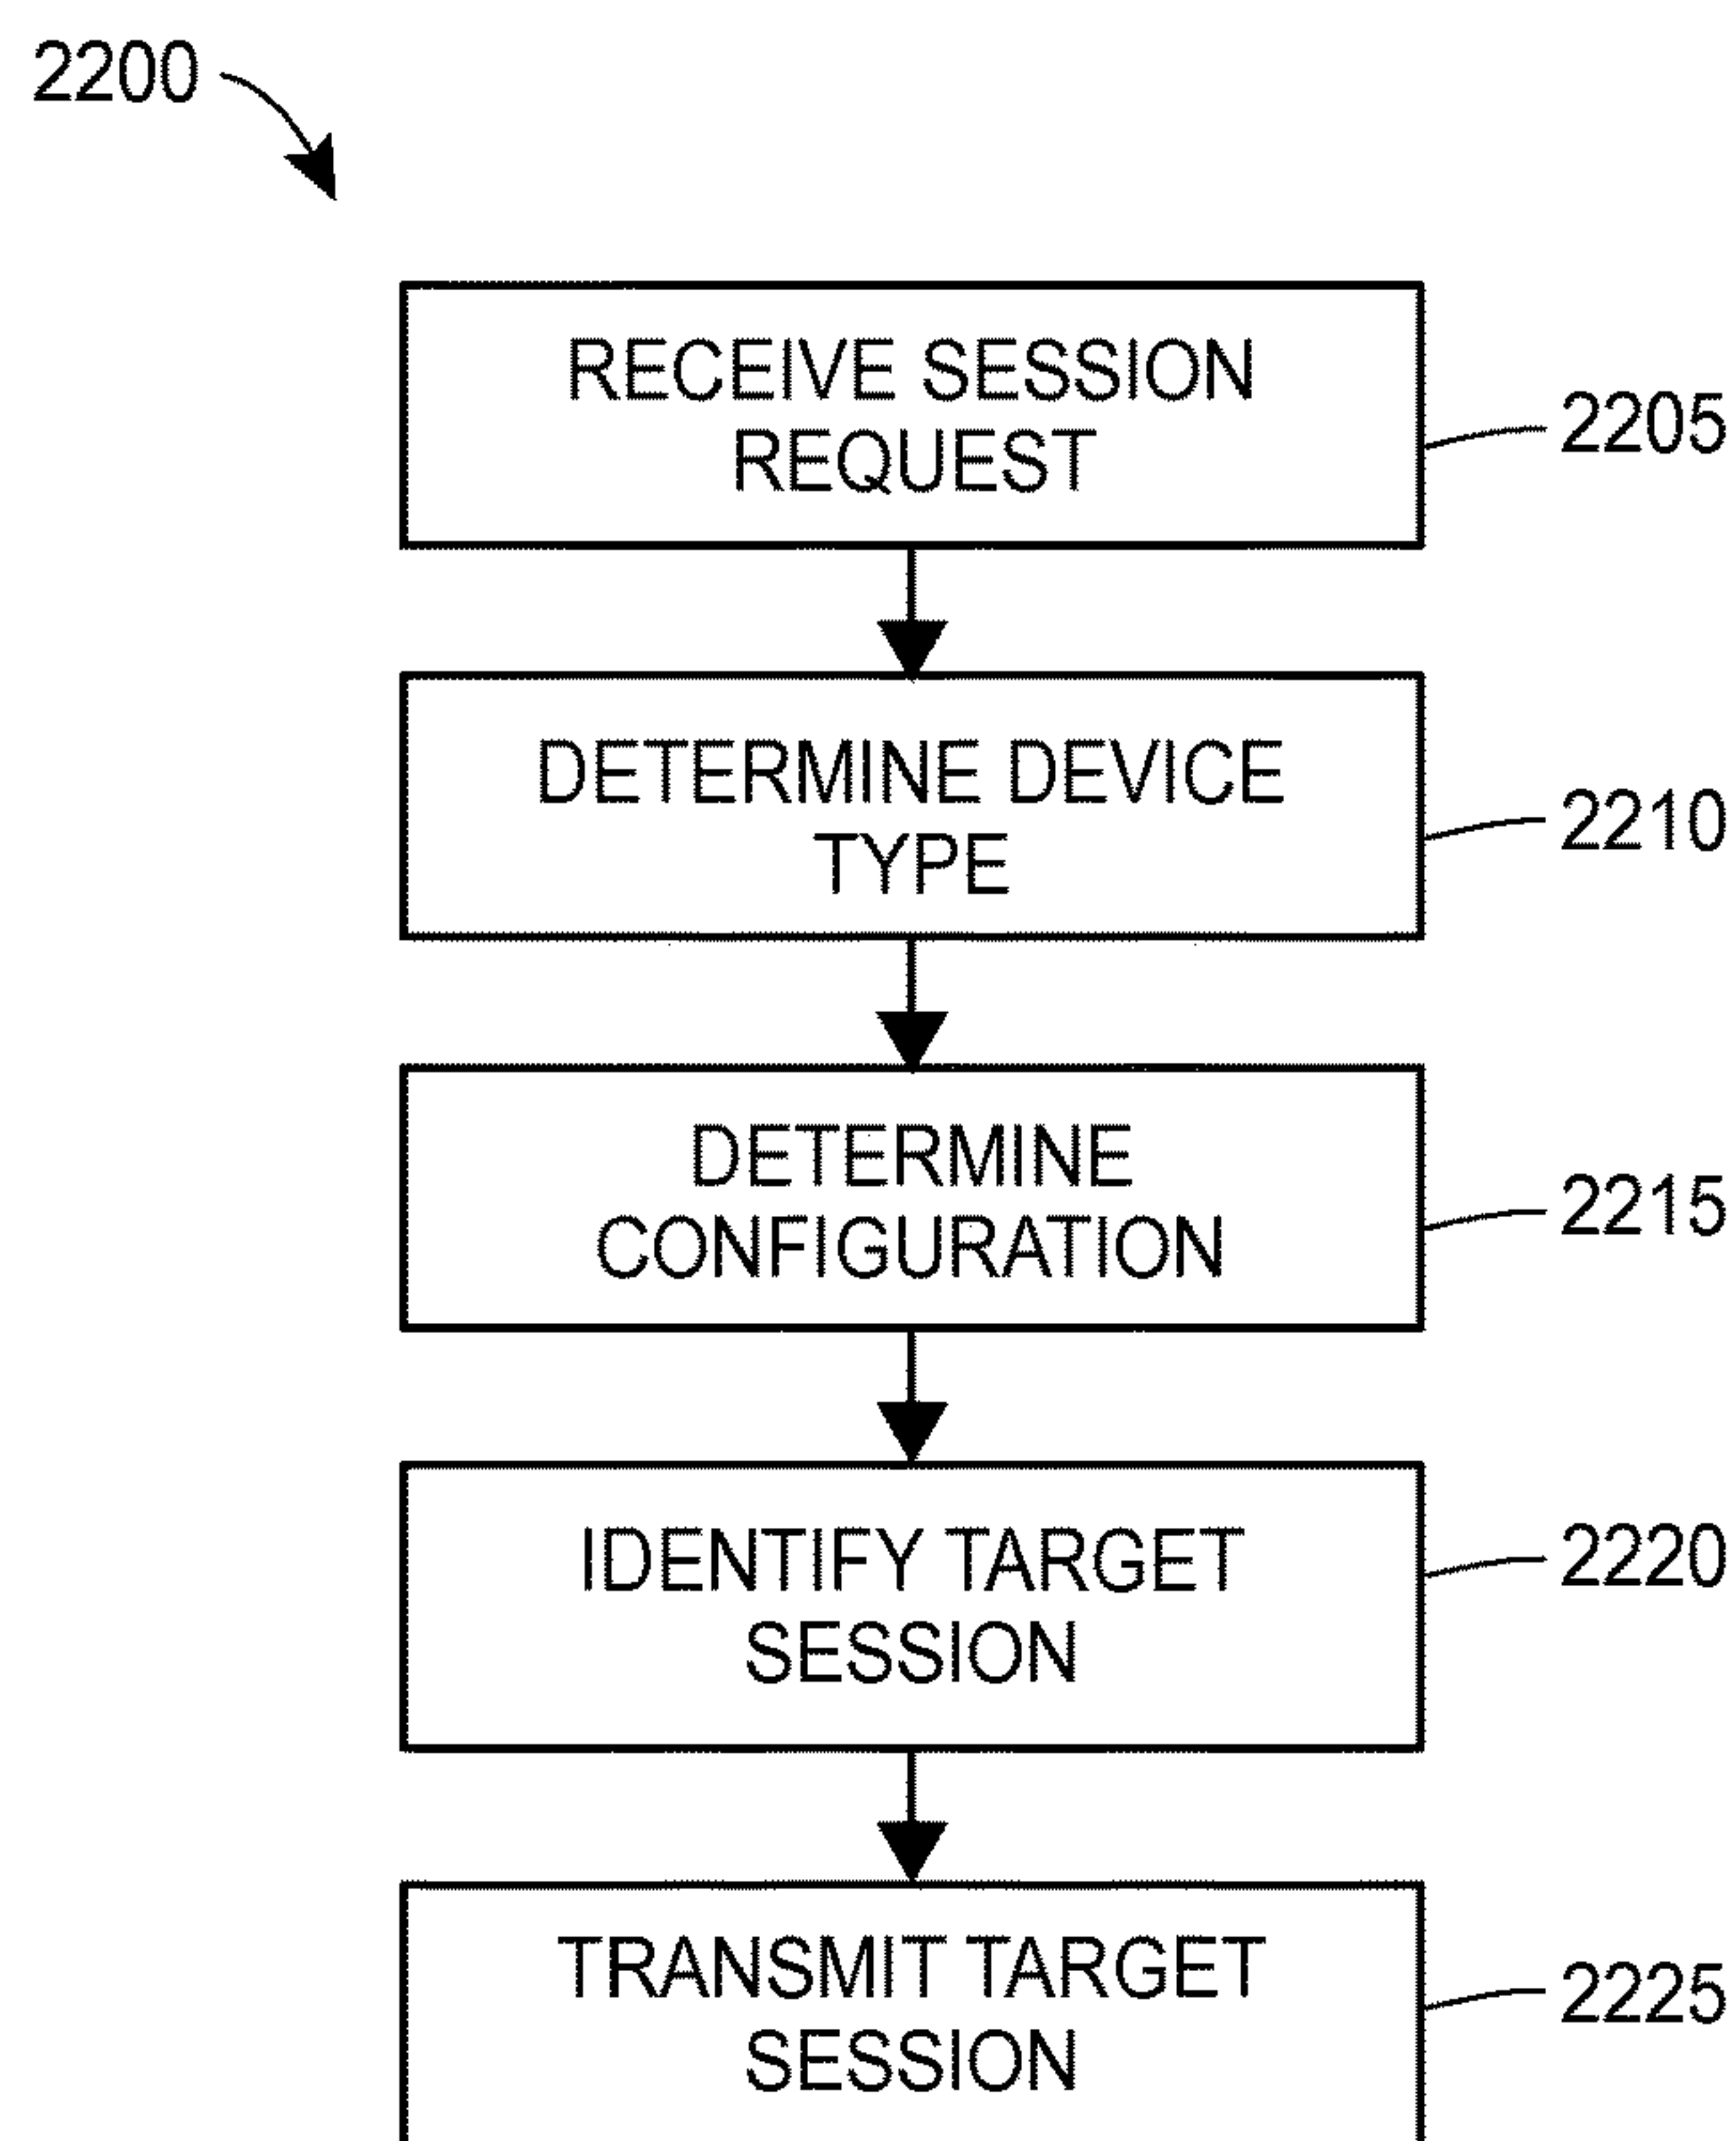 2200
RECEIVE SESSION
REQUEST
2205
DETERMINE DEVICE
TYPE
2210
DETERMINE
CONFIGURATION
2215
IDENTIFY TARGET
SESSION
2220
TRANSMIT TARGET
SESSION
2225